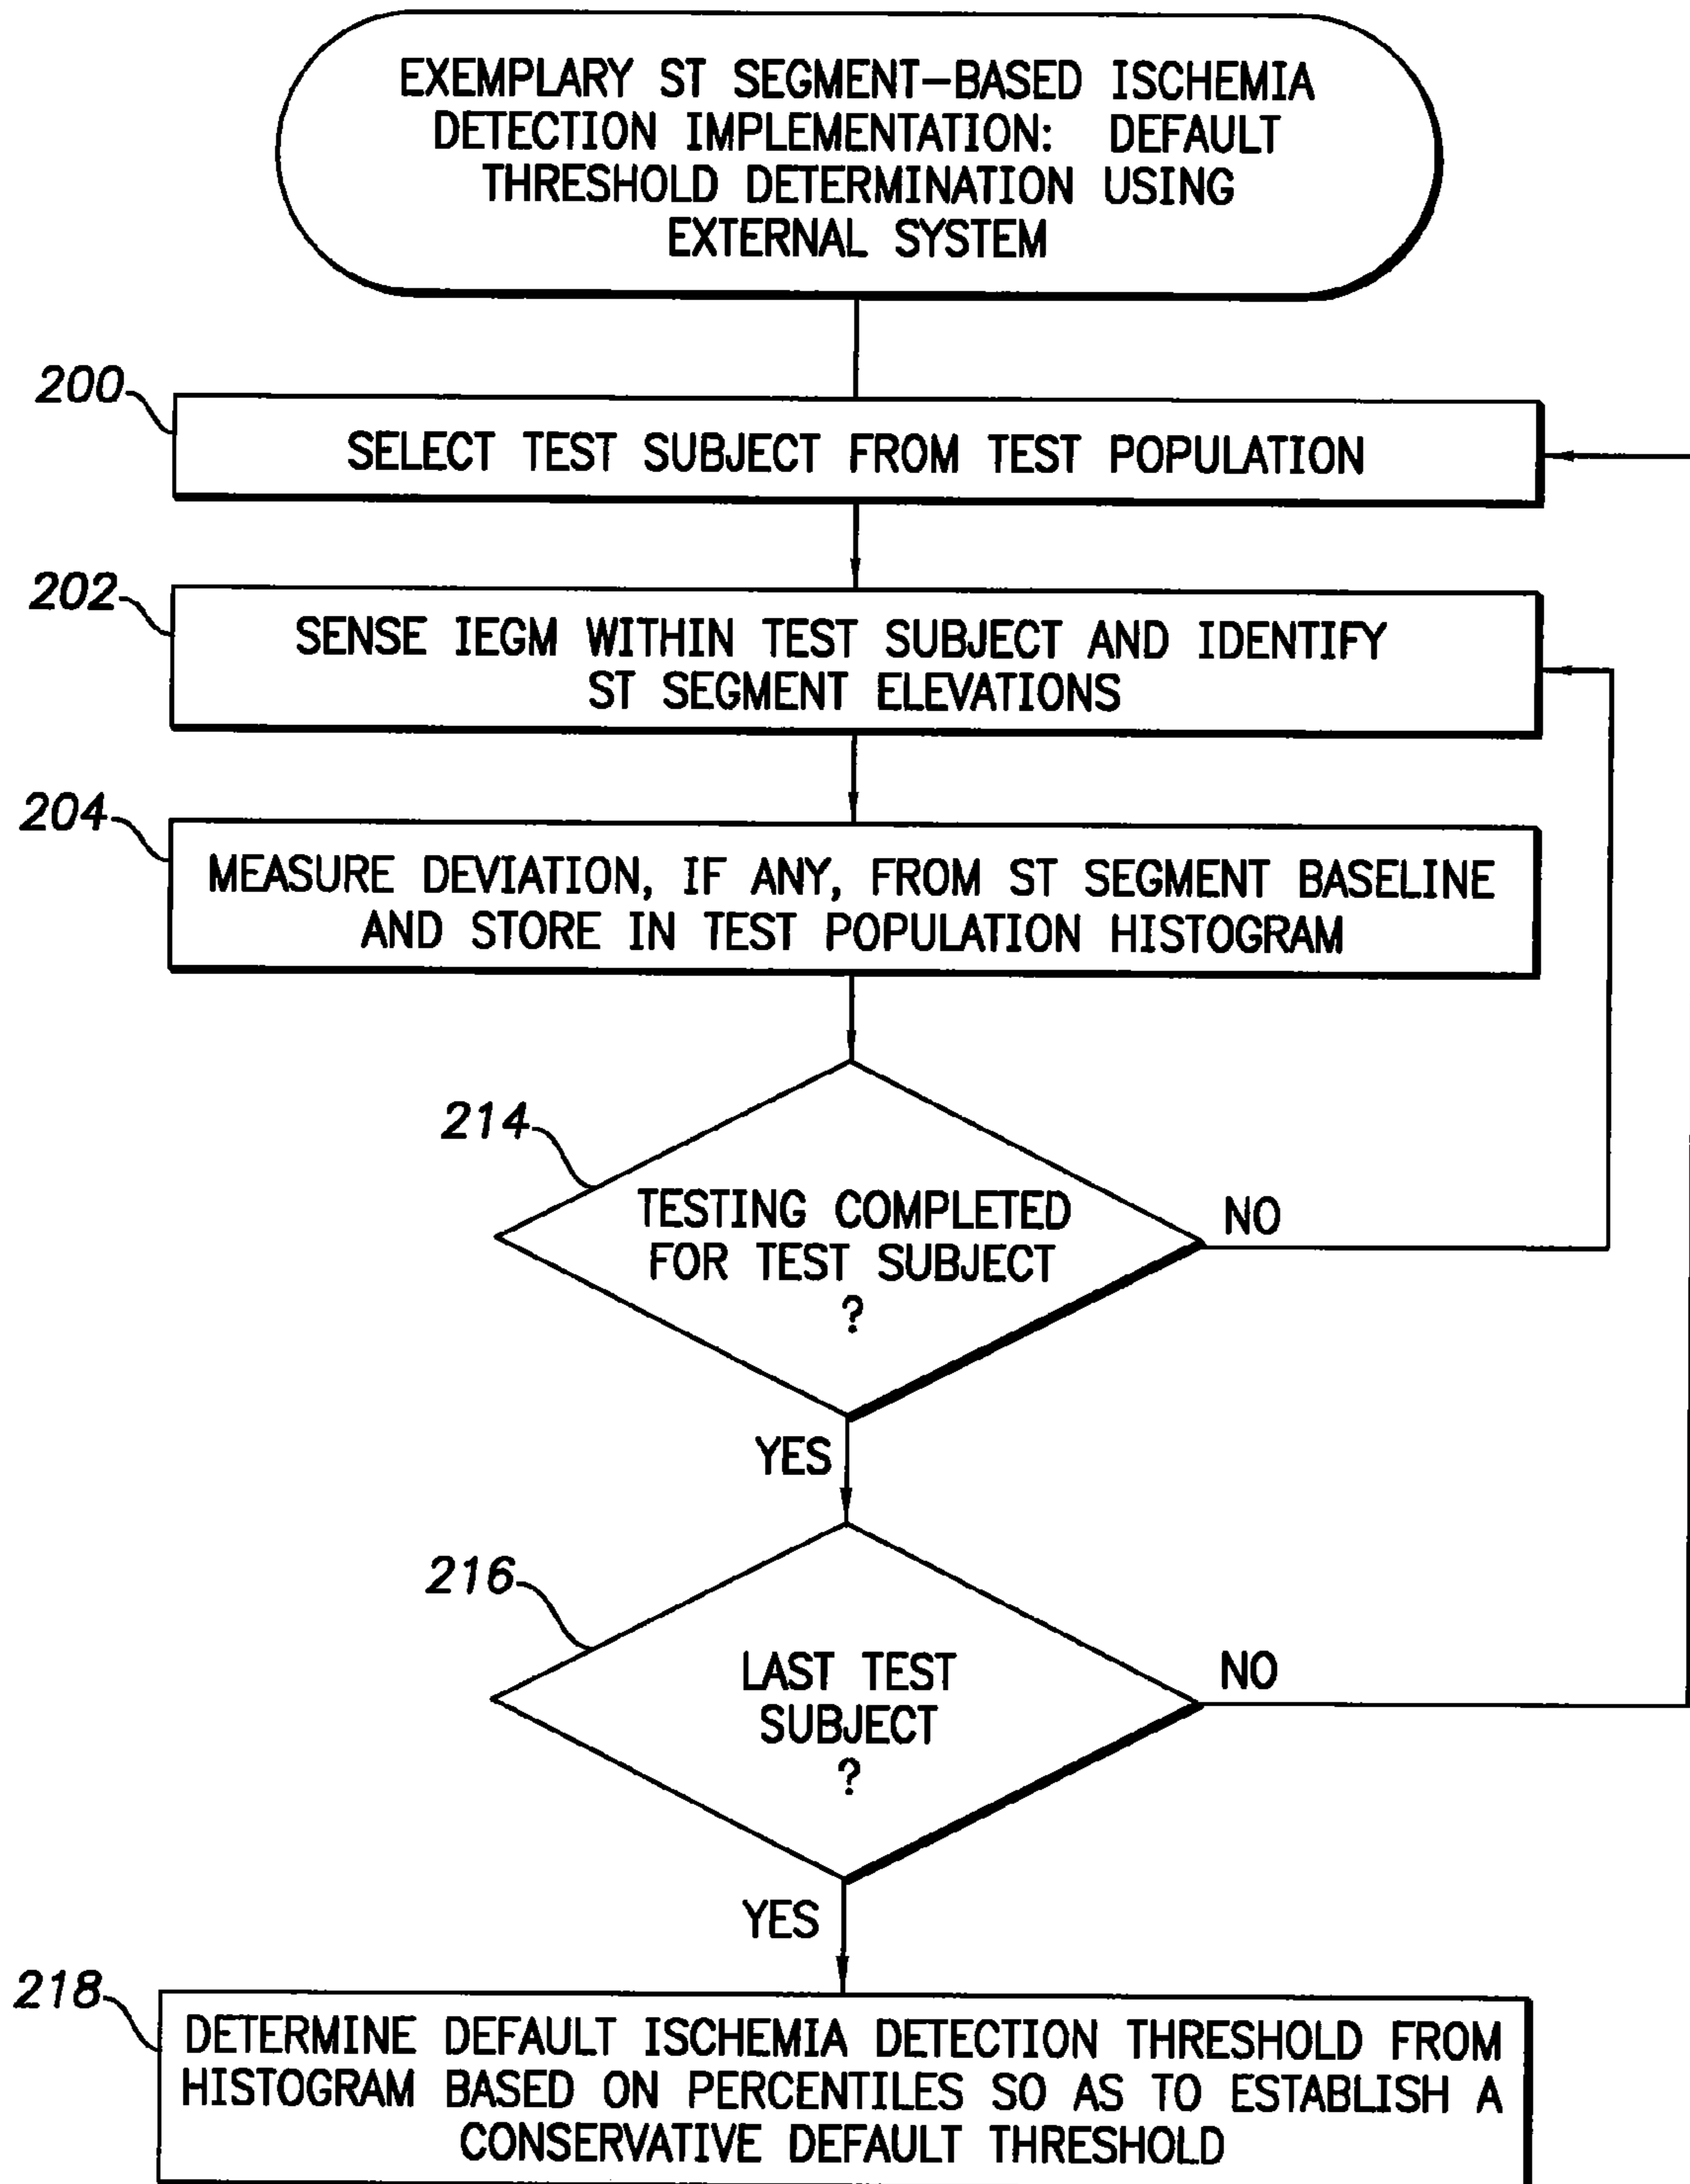 EXEMPLARY ST SEGMENT-BASED ISCHEMIA
DETECTION IMPLEMENTATION: DEFAULT
THRESHOLD DETERMINATION USING
EXTERNAL SYSTEM
200
SELECT TEST SUBJECT FROM TEST POPULATION
202
SENSE IEGM WITHIN TEST SUBJECT AND IDENTIFY
ST SEGMENT ELEVATIONS
204
MEASURE DEVIATION, IF ANY, FROM ST SEGMENT BASELINE
AND STORE IN TEST POPULATION HISTOGRAM
214
TESTING COMPLETED
FOR TEST SUBJECT
?
NO
YES
216
LAST TEST
SUBJECT
?
NO
YES
218
DETERMINE DEFAULT ISCHEMIA DETECTION THRESHOLD FROM
HISTOGRAM BASED ON PERCENTILES SO AS TO ESTABLISH A
CONSERVATIVE DEFAULT THRESHOLD